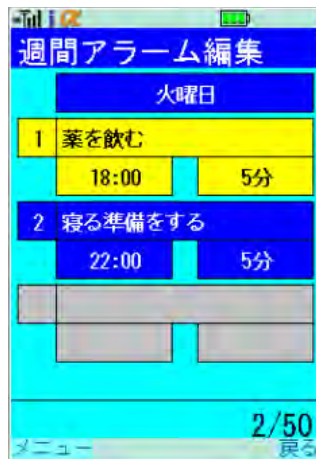 週間アラーム編集
火曜日
1 薬を飲む
18:00 5分
2 寝る準備をする
22:00 5分
2/50
メニュー 戻る